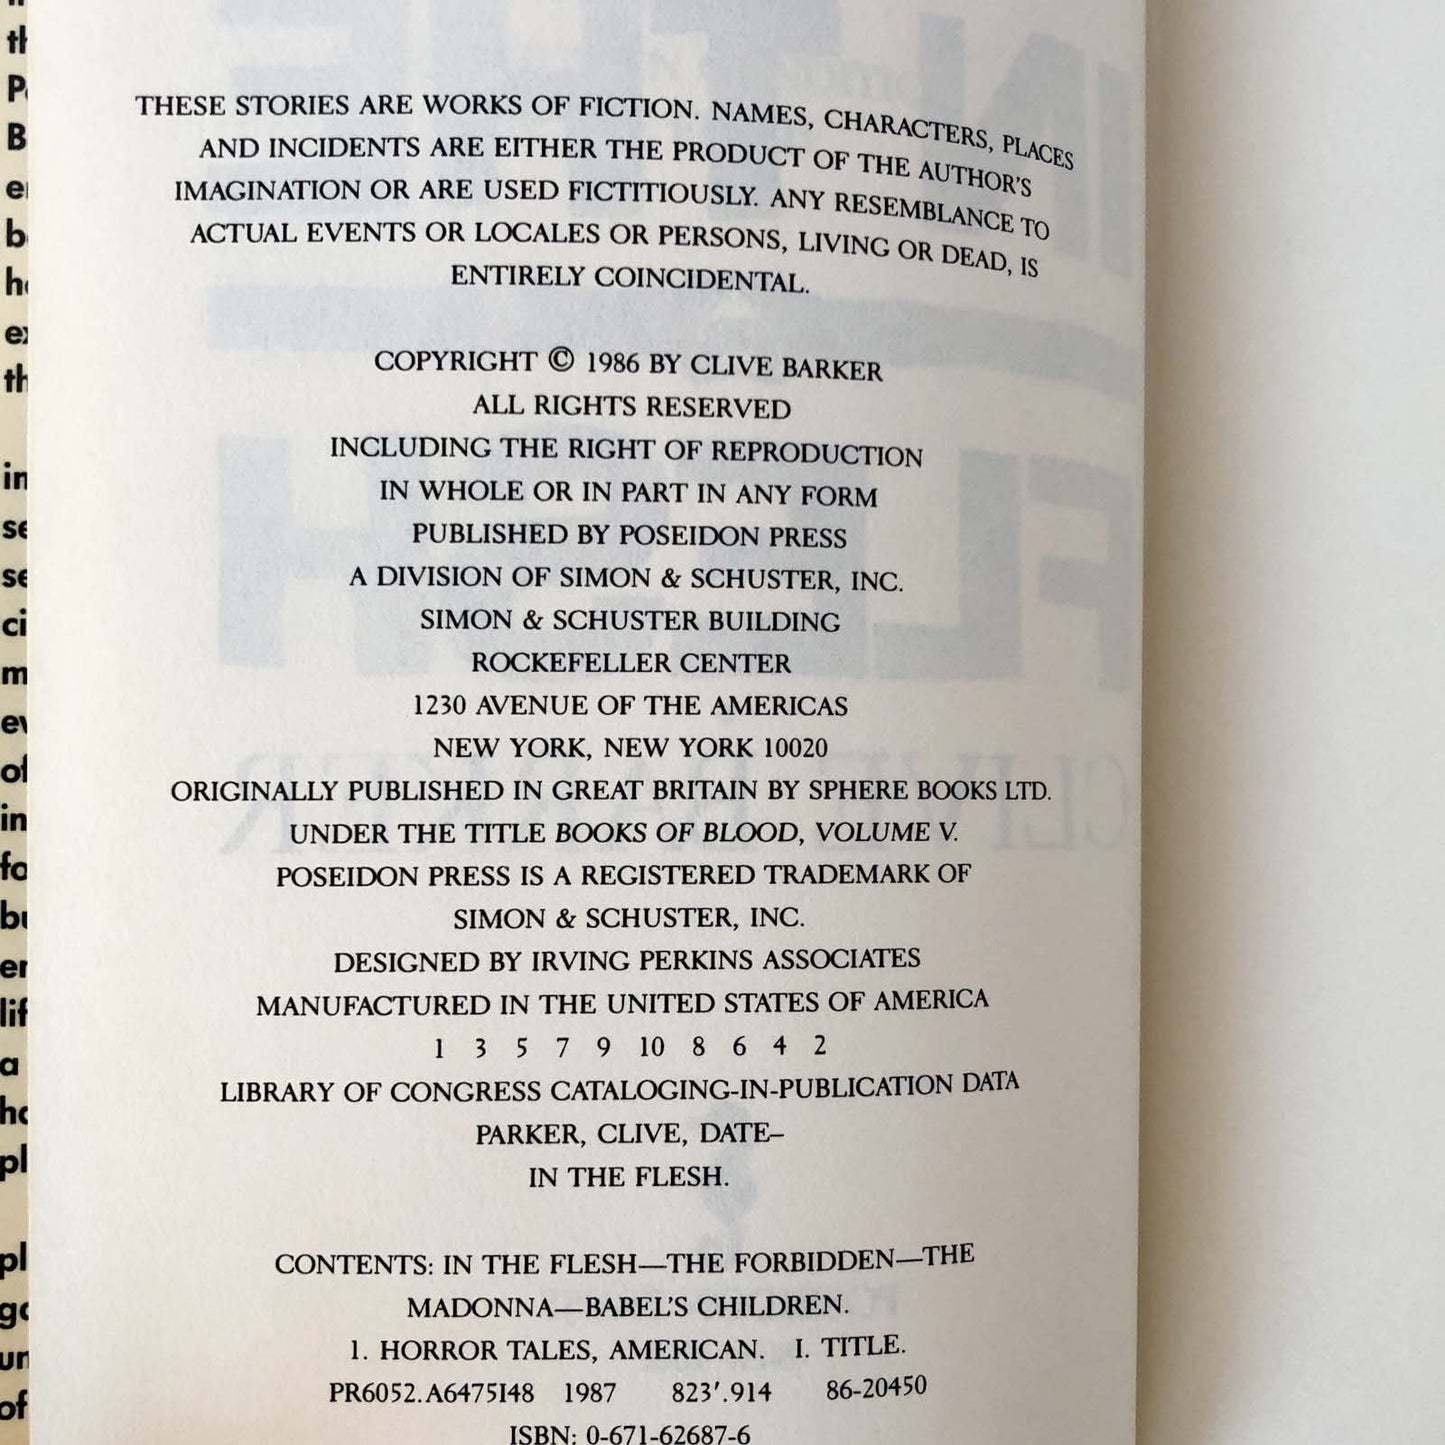 THESE STORIES ARE WORKS OF FICTION. NAMES, CHARACTERS, PLACES
AND INCIDENTS ARE EITHER THE PRODUCT OF THE AUTHOR'S
IMAGINATION OR ARE USED FICTITIOUSLY. ANY RESEMBLANCE TO
ACTUAL EVENTS OR LOCALES OR PERSONS, LIVING OR DEAD, IS
ENTIRELY COINCIDENTAL.
COPYRIGHT © 1986 BY CLIVE BARKER
ALL RIGHTS RESERVED
INCLUDING THE RIGHT OF REPRODUCTION
IN WHOLE OR IN PART IN ANY FORM
PUBLISHED BY POSEIDON PRESS
A DIVISION OF SIMON & SCHUSTER, INC.
SIMON & SCHUSTER BUILDING
ROCKEFELLER CENTER
1230 AVENUE OF THE AMERICAS
NEW YORK, NEW YORK 10020
ORIGINALLY PUBLISHED IN GREAT BRITAIN BY SPHERE BOOKS LTD.
UNDER THE TITLE BOOKS OF BLOOD, VOLUME V.
POSEIDON PRESS IS A REGISTERED TRADEMARK OF
SIMON & SCHUSTER, INC.
DESIGNED BY IRVING PERKINS ASSOCIATES
MANUFACTURED IN THE UNITED STATES OF AMERICA
1 3 5 7 9 10 8 6 4 2
LIBRARY OF CONGRESS CATALOGING-IN-PUBLICATION DATA
PARKER, CLIVE, DATE–
IN THE FLESH.
CONTENTS: IN THE FLESH—THE FORBIDDEN—THE
MADONNA—BABEL'S CHILDREN.
1. HORROR TALES, AMERICAN. I. TITLE.
PR6052.A6475I48 1987 823'.914 86-20450
ISBN: 0-671-62687-6